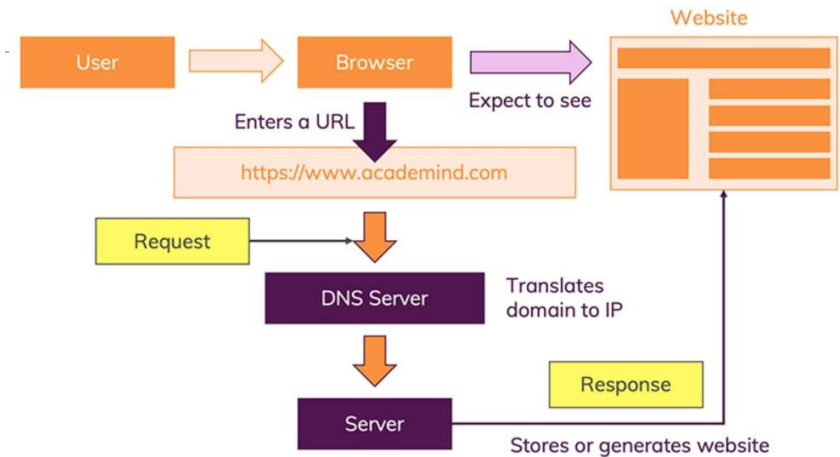 Website
User
Browser
Expect to see
Enters a URL
https://www.academind.com
Request
DNS Server
Translates
domain to IP
Response
Server
Stores or generates website